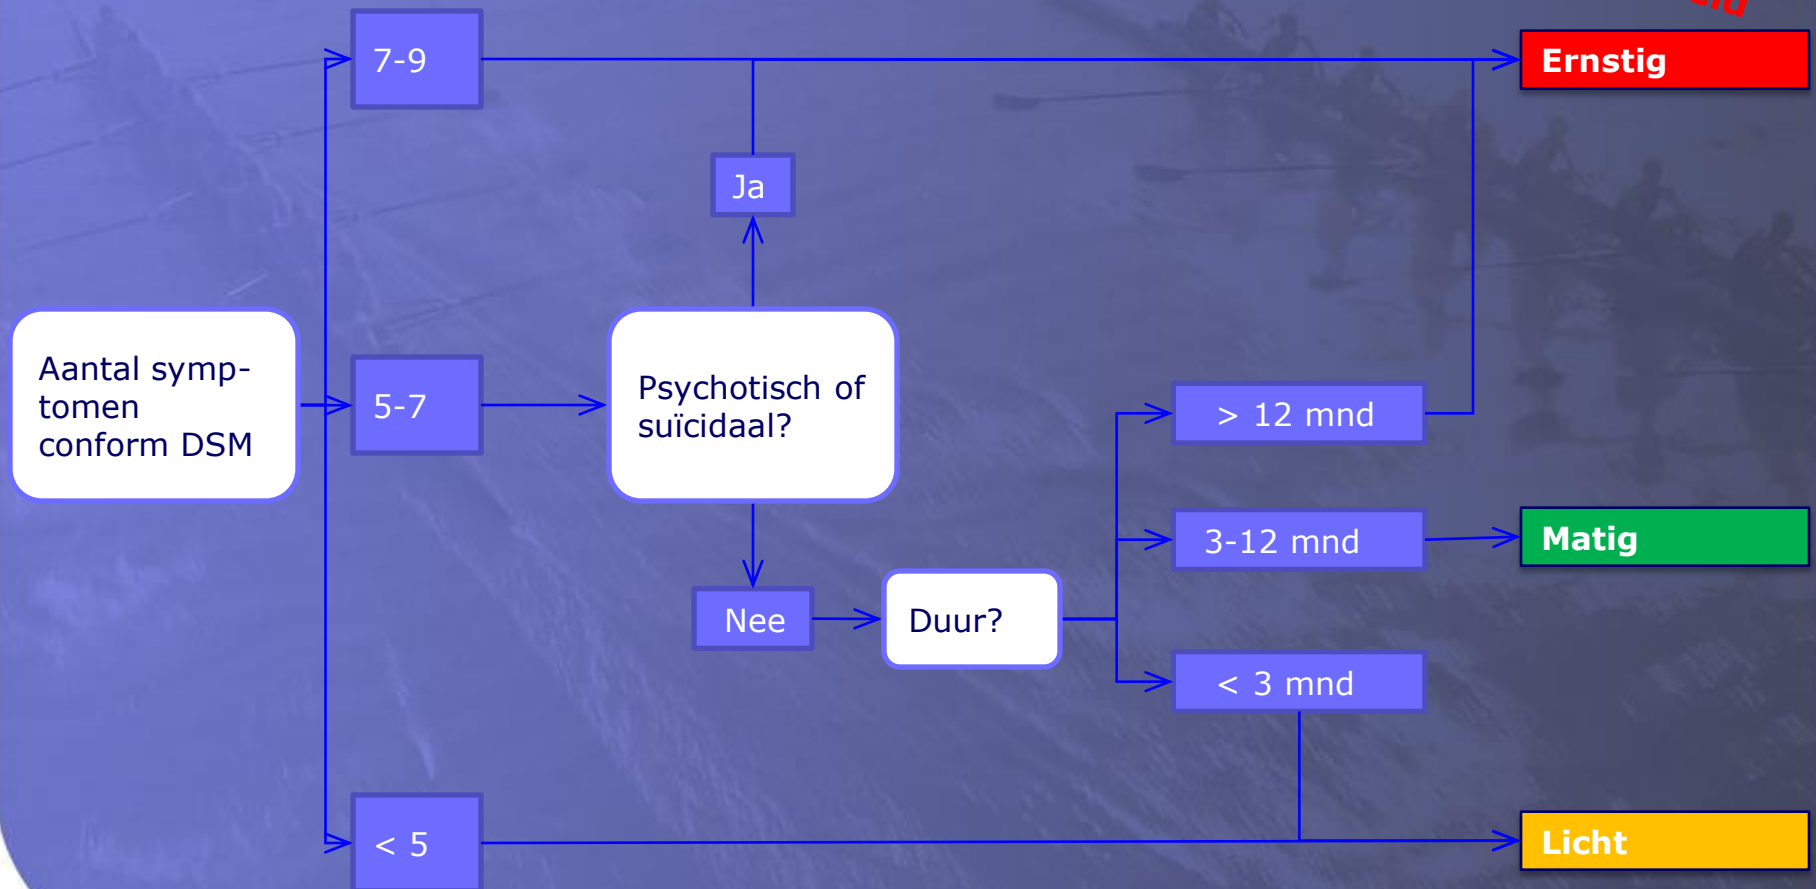 7-9
Ernstig
Ja
Aantal symp-
tomen
conform DSM
5-7
Psychotisch of
suïcidaal?
> 12 mnd
3-12 mnd
Matig
Nee
Duur?
< 3 mnd
< 5
Licht